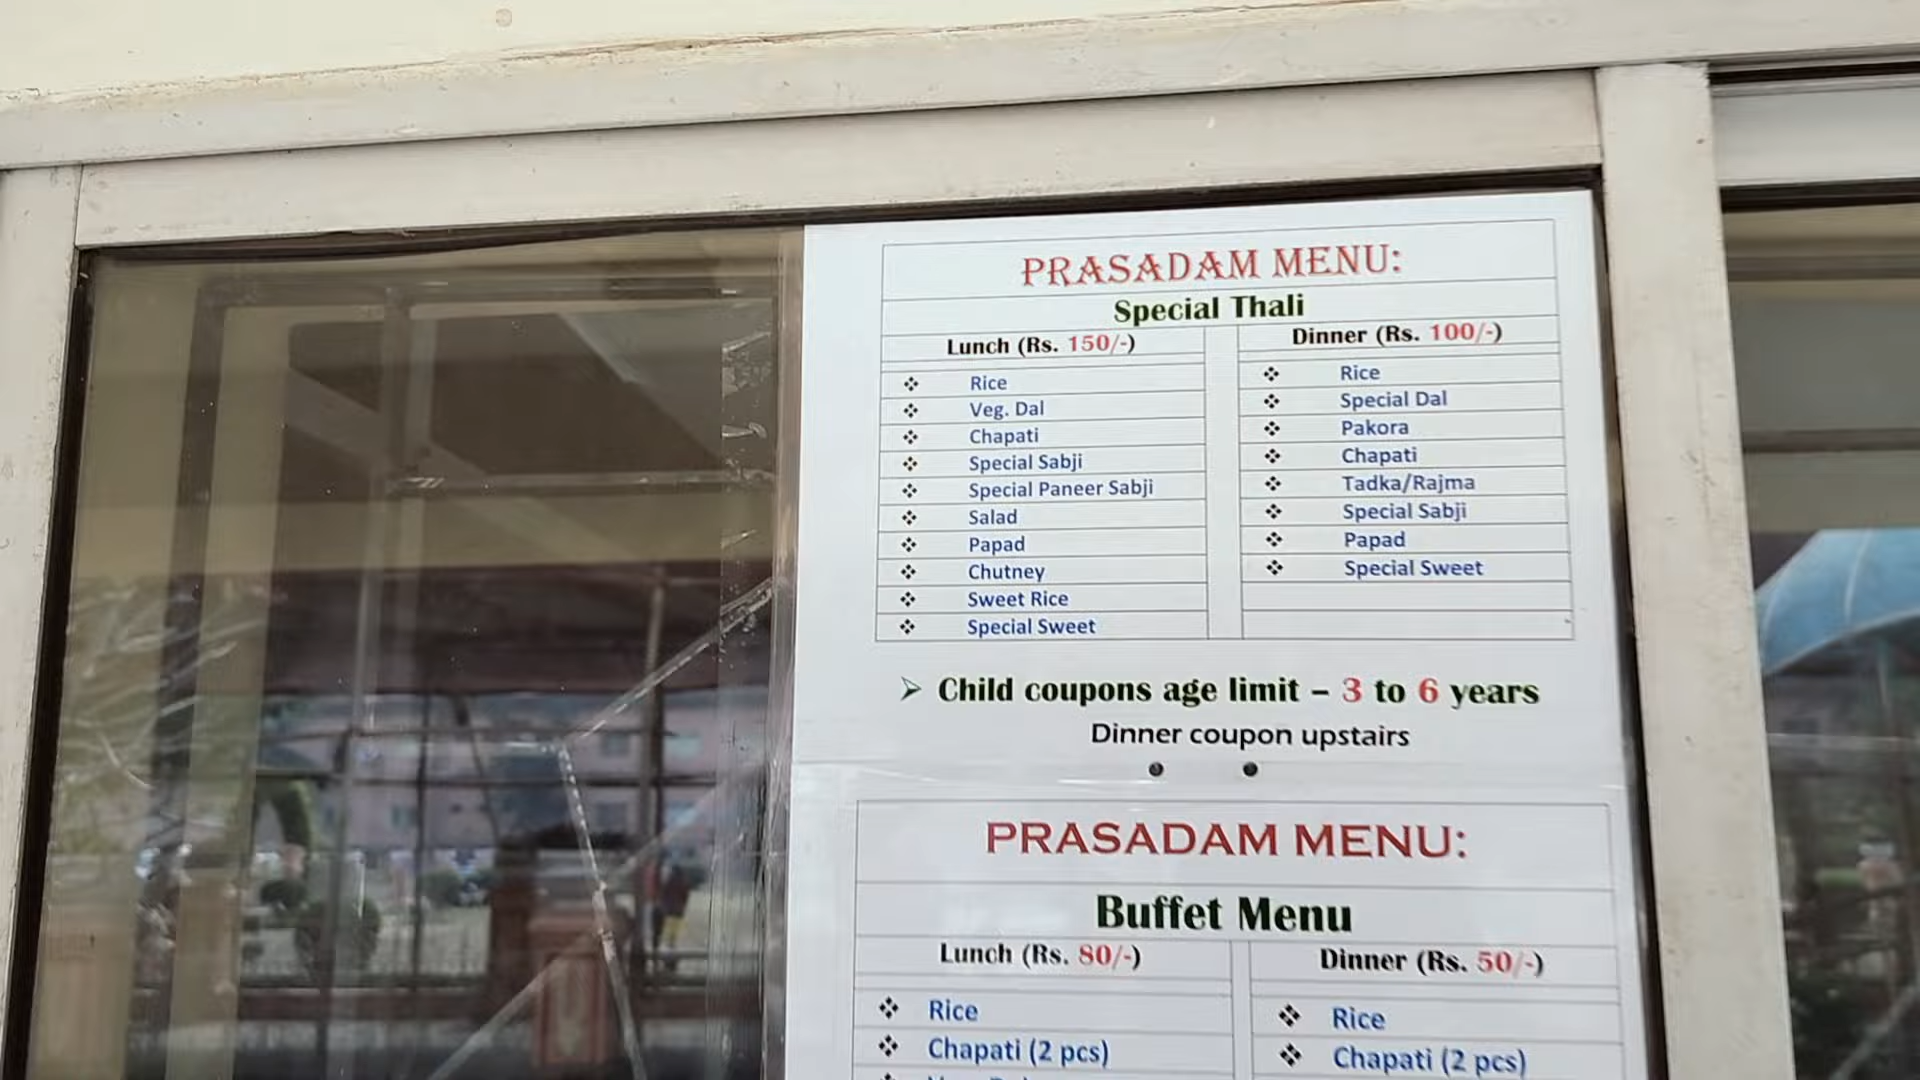 PRASADAM MENU:
Special Thali
Lunch (Rs. 150/-)
Rice
Veg. Dal
Chapati
Special Sabji
Special Paneer Sabji
Salad
Papad
Chutney
Sweet Rice
Special Sweet
Dinner (Rs. 100/-)
Rice
Special Dal
Pakora
Chapati
Tadka/Rajma
Special Sabji
Papad
Special Sweet
Child coupons age limit – 3 to 6 years
Dinner coupon upstairs
PRASADAM MENU:
Buffet Menu
Lunch (Rs. 80/-)
Rice
Chapati (2 pcs)
Dinner (Rs. 50/-)
Rice
Chapati (2 pcs)